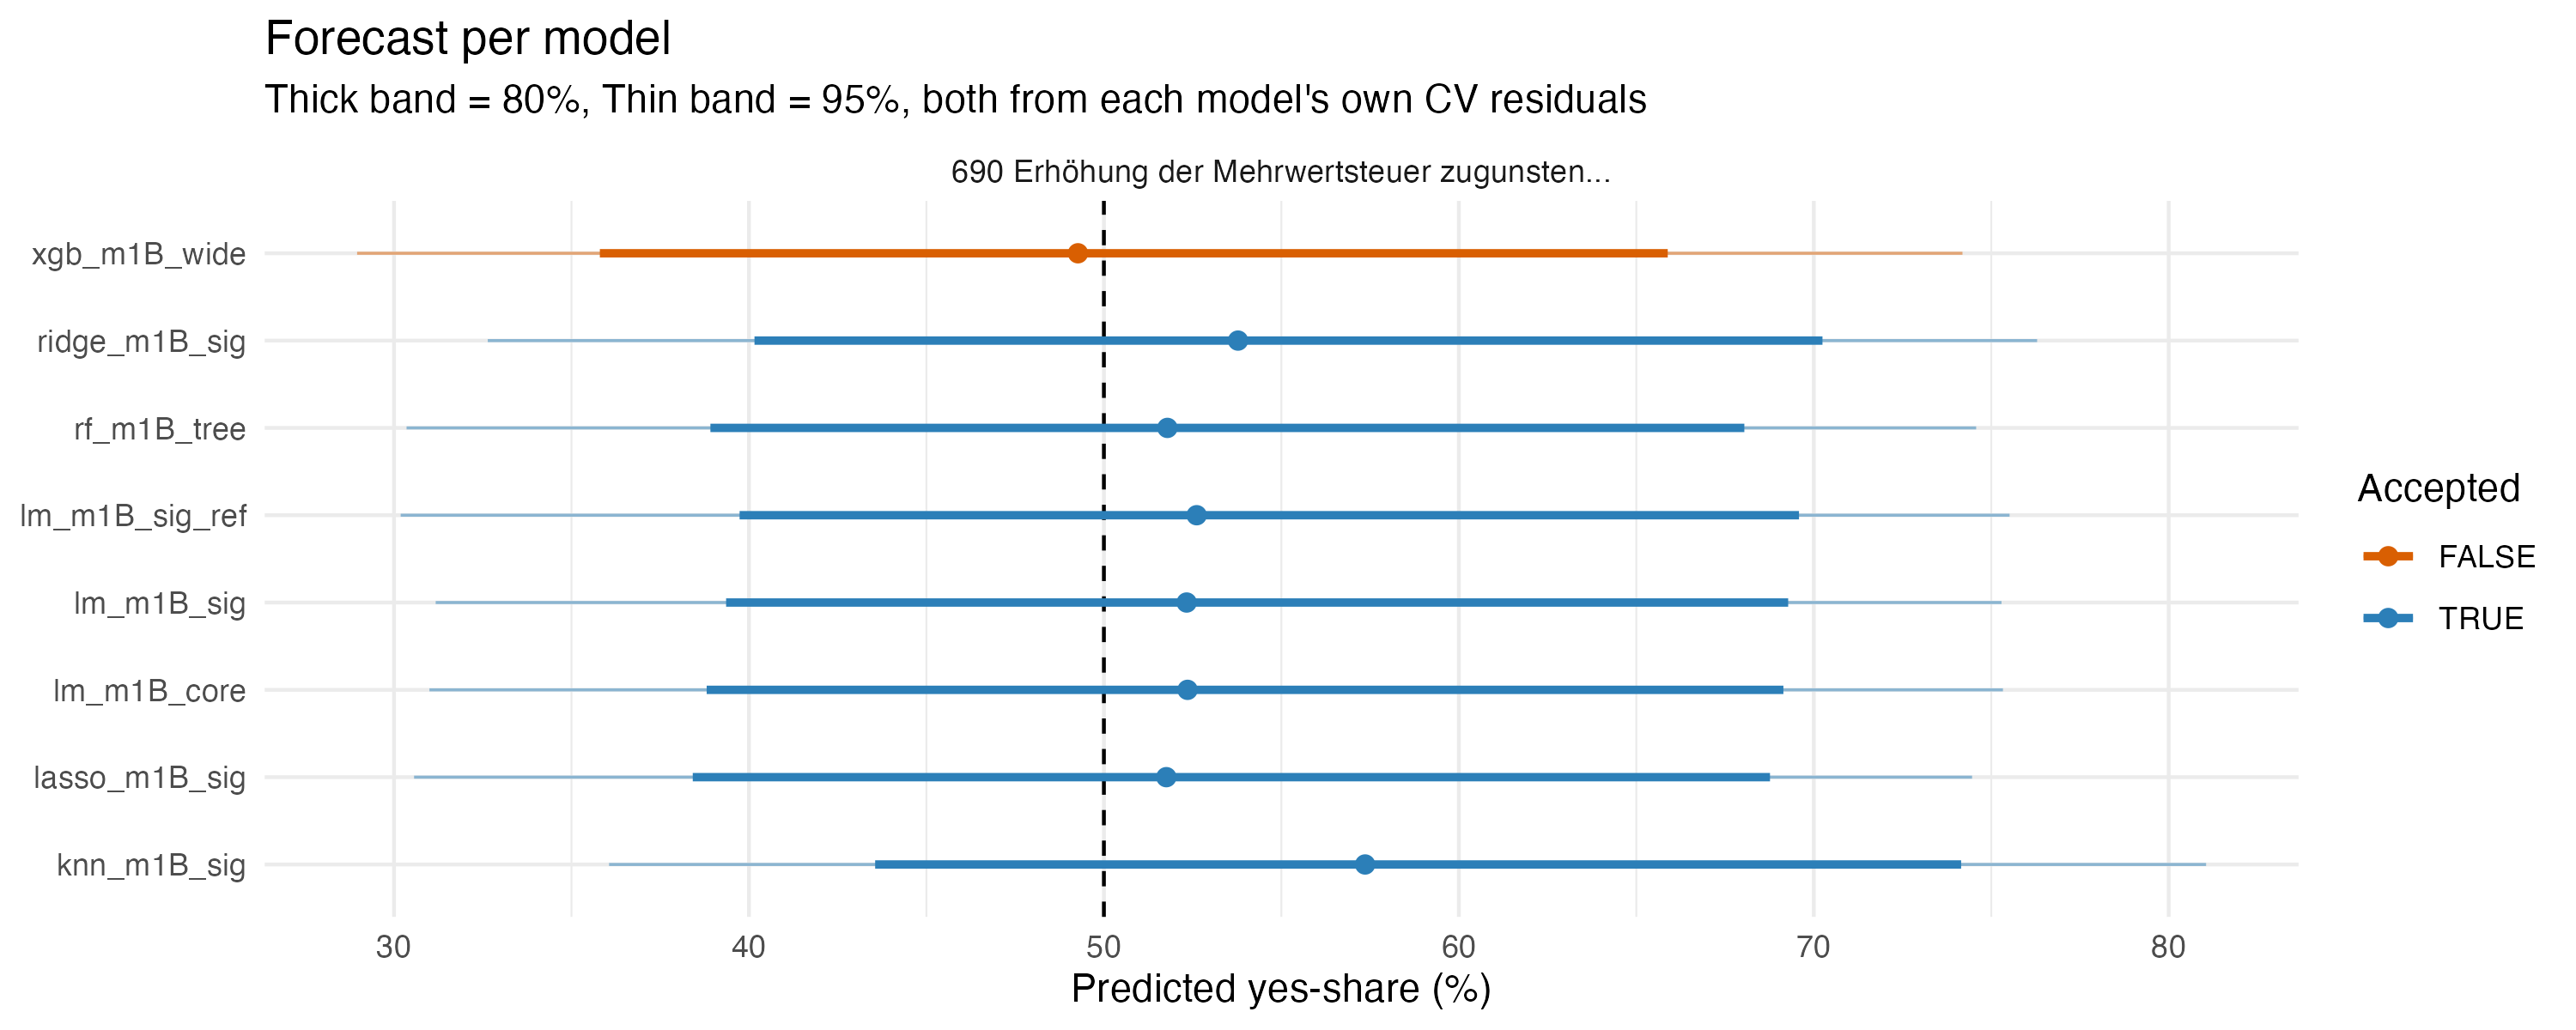 Forecast per model
Thick band = 80%, Thin band = 95%, both from each model's own CV residuals
690 Erhöhung der Mehrwertsteuer zugunsten...
xgb_m1B_wide
ridge_m1B_sig
rf_m1B_tree
lm_m1B_sig_ref
lm_m1B_sig
lm_m1B_core
lasso_m1B_sig
knn_m1B_sig
30 40 50 60 70 80
Predicted yes-share (%)
Accepted
FALSE
TRUE